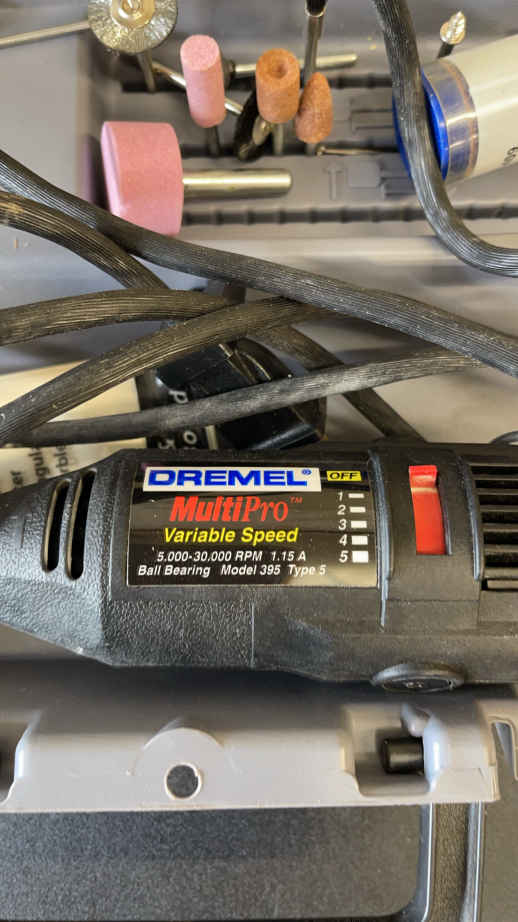 DREMEL®
OFF
MultiPro™
Variable Speed
5,000-30,000 RPM 1.15 A
Ball Bearing Model 395 Type 5
1
2
3
4
5